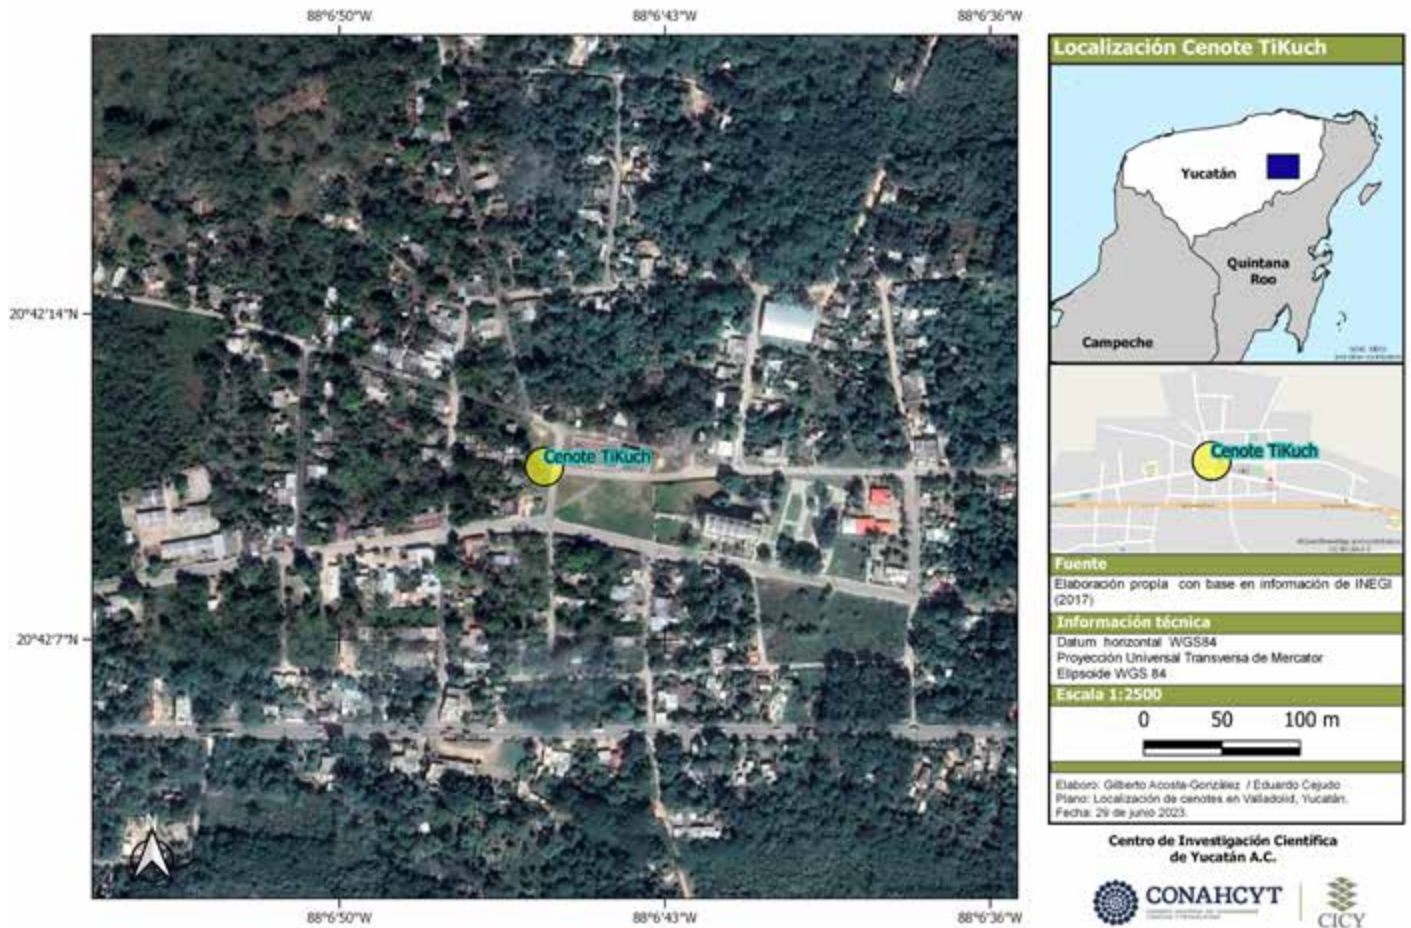 88°6'50"W 88°6'43"W 88°6'36"W
20°42'14"N
20°42'7"N
Cenote TiKuch
88°6'50"W 88°6'43"W 88°6'36"W
Localización Cenote TiKuch
Yucatán
Quintana
Roo
Campeche
Cenote TiKuch
Fuente
Elaboración propia con base en información de INEGI
(2017)
Información técnica
Datum horizontal WGS84
Proyección Universal Transversa de Mercator
Elipsoide WGS 84
Escala 1:2500
0 50 100 m
Elaboro: Gilberto Acosta-González / Eduardo Cejudo
Plano: Localización de cenotes en Valladolid, Yucatán.
Fecha: 29 de junio 2023.
Centro de Investigación Científica
de Yucatán A.C.
CONAHCYT
CICY